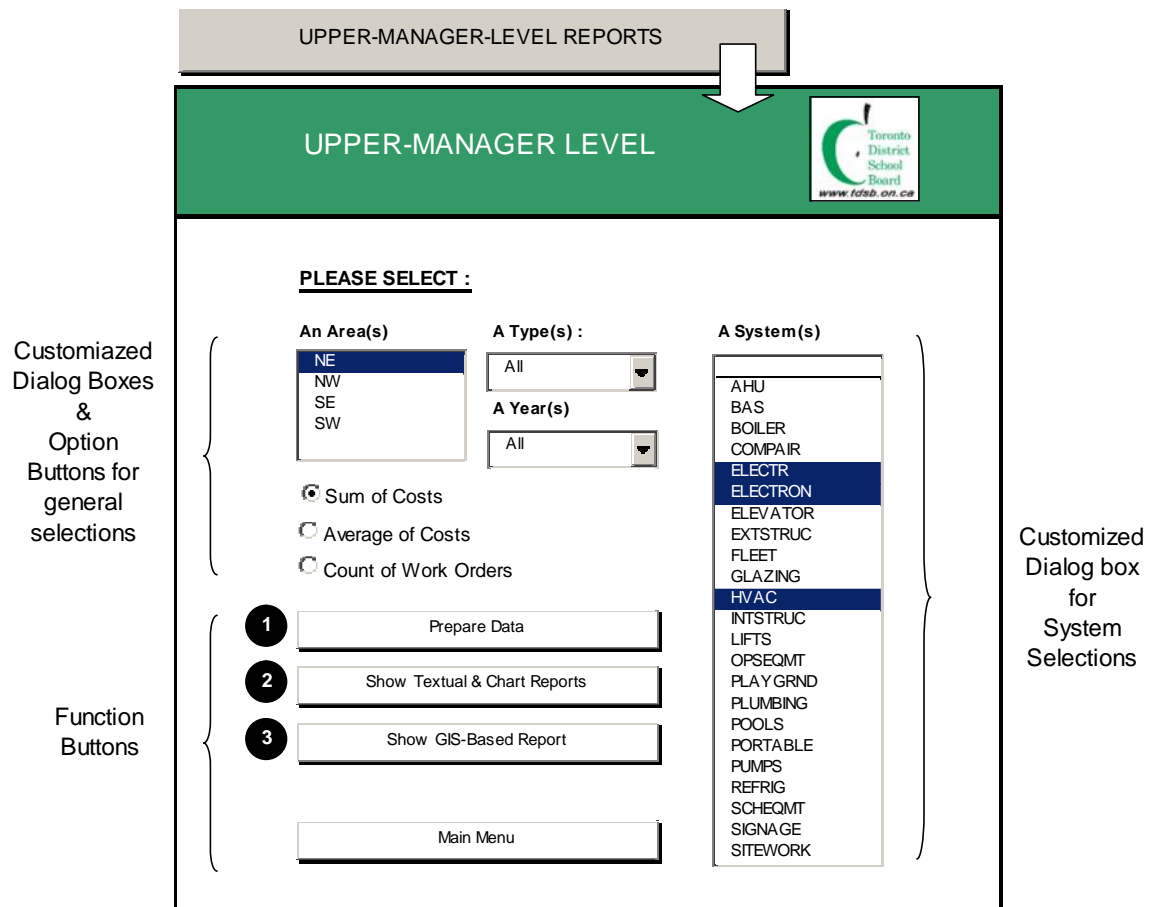 UPPER-MANAGER-LEVEL REPORTS
UPPER-MANAGER LEVEL
Toronto
District
School
Board
www.tdsb.on.ca
PLEASE SELECT :
An Area(s)
NE
NW
SE
SW
A Type(s) :
All
A Year(s)
All
Sum of Costs
Average of Costs
Count of Work Orders
A System(s)
AHU
BAS
BOILER
COMPAIR
ELECTR
ELECTRON
ELEVATOR
EXTSTRUC
FLEET
GLAZING
HVAC
INTSTRUC
LIFTS
OPSEQMT
PLAYGRND
PLUMBING
POOLS
PORTABLE
PUMPS
REFRIG
SCHEQMT
SIGNAGE
SITEWORK
1
Prepare Data
2
Show Textual & Chart Reports
3
Show GIS-Based Report
Main Menu
Customiazed
Dialog Boxes
&
Option
Buttons for
general
selections
Function
Buttons
Customized
Dialog box
for
System
Selections